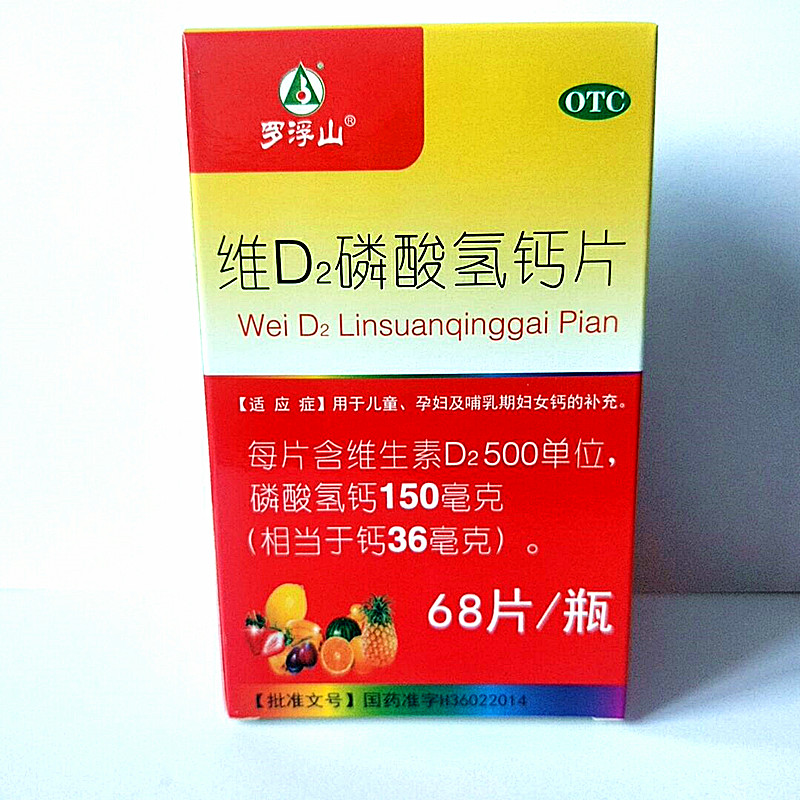 罗浮山®
OTC
维D₂磷酸氢钙片
Wei D₂ Linsuanqinggai Pian
【适 应 症】用于儿童、孕妇及哺乳期妇女钙的补充。
每片含维生素D₂500单位,
磷酸氢钙150毫克
(相当于钙36毫克)。
68片/瓶
【批准文号】国药准字H36022014